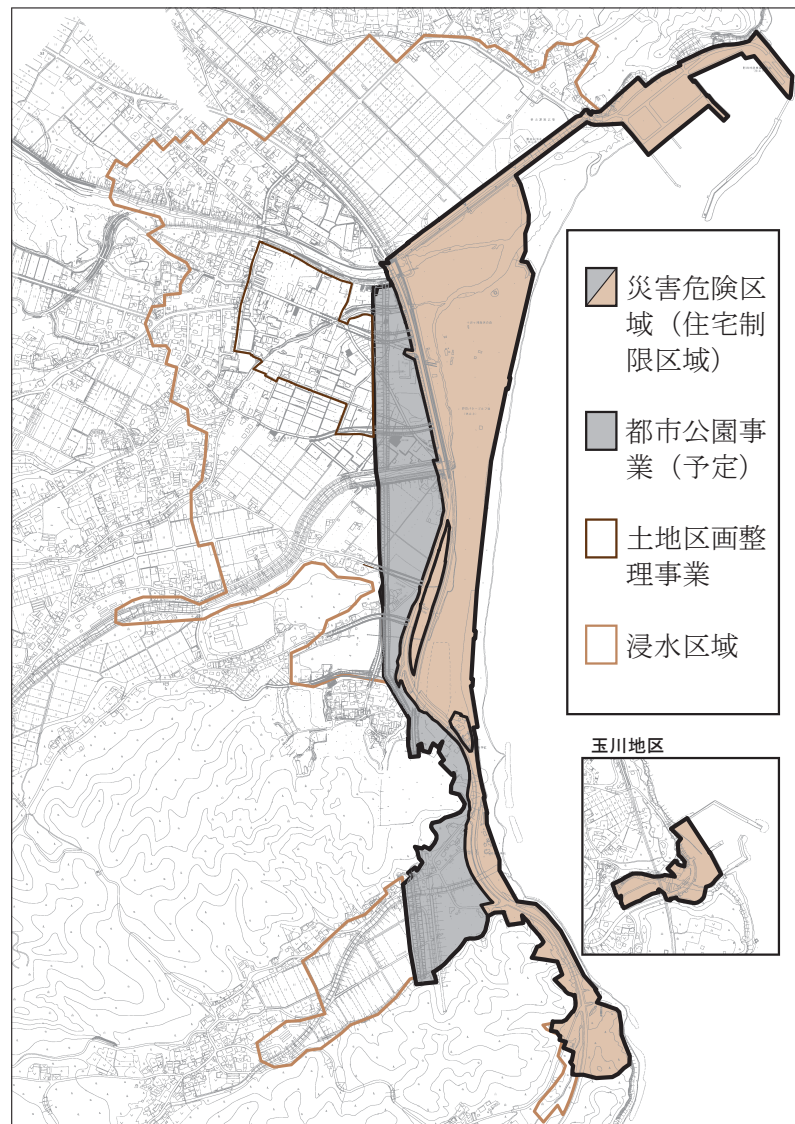 災害危険区
域（住宅制
限区域）
都市公園事
業（予定）
土地区画整
理事業
浸水区域
玉川地区